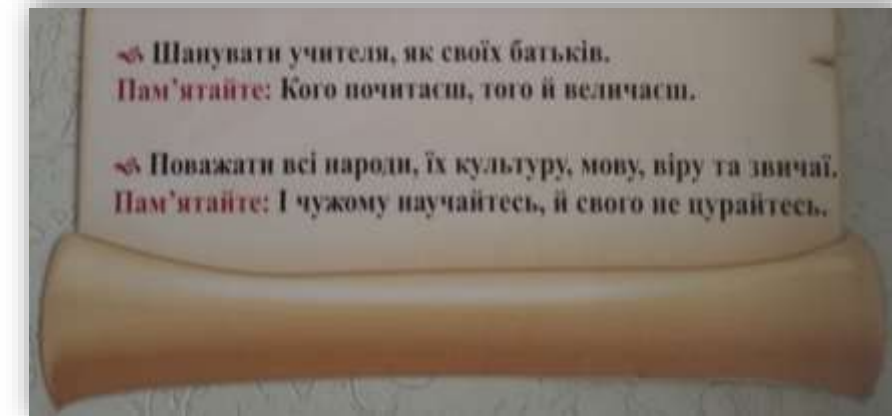 Шанувати учителя, як своїх батьків.
Пам’ятайте: Кого почитаєш, того й величаєш.
Поважати всі народи, їх культуру, мову, віру та звичаї.
Пам’ятайте: І чужому научайтесь, й свого не цурайтесь.